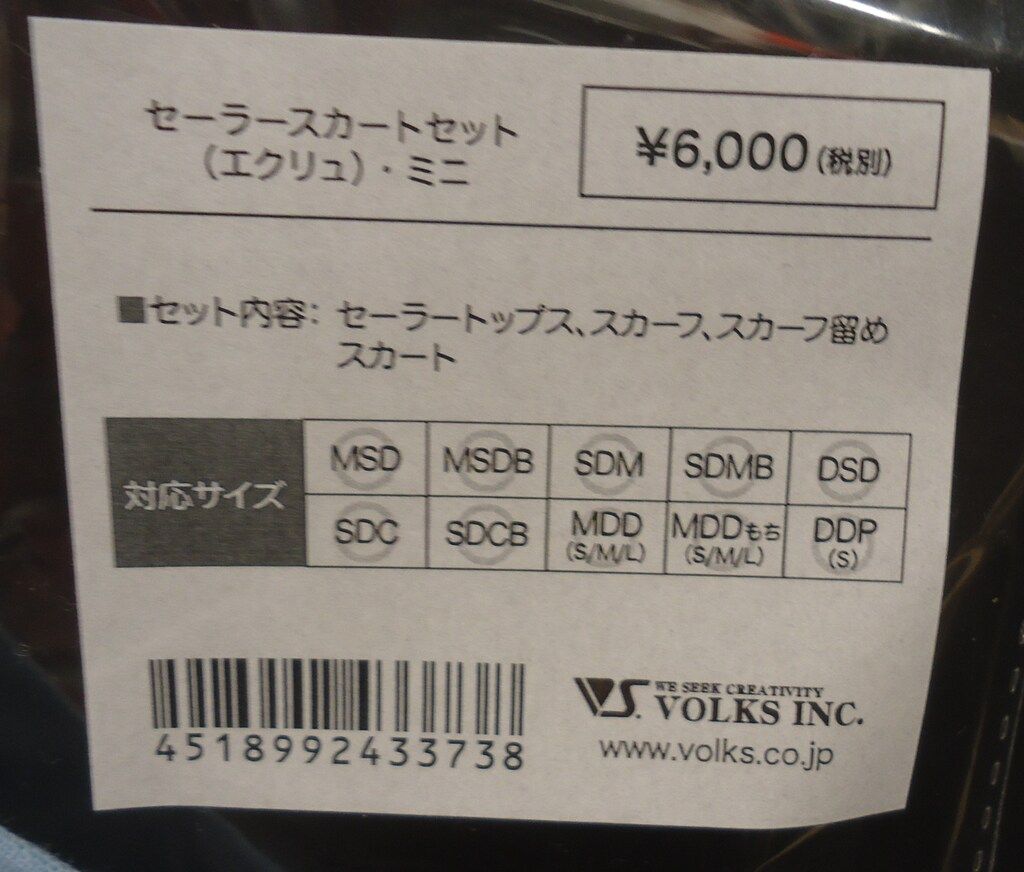 セーラースカートセット
（エクリュ）・ミニ
¥6,000（税別）
■セット内容：セーラートップス、スカーフ、スカーフ留め
スカート
対応サイズ
MSD MSDB SDM SDMB DSD
SDC SDCB MDD MDDもち DDP
(S/M/L) (S/M/L) (S)
4518992433738
VS. WE SEEK CREATIVITY
VOLKS INC.
www.volks.co.jp